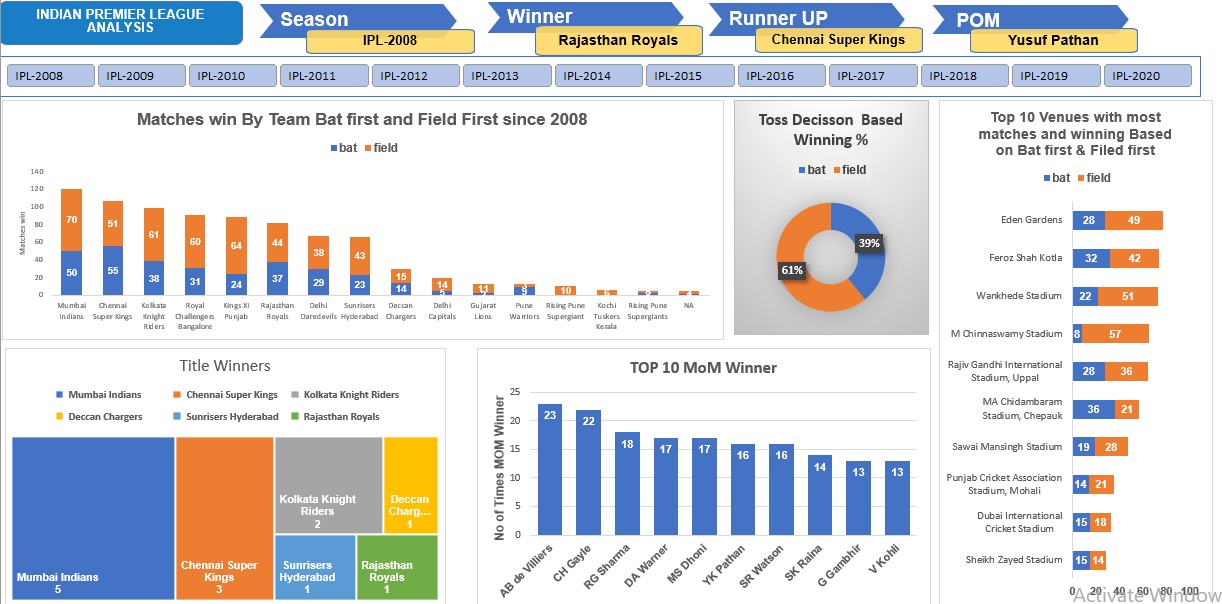 INDIAN PREMIER LEAGUE
ANALYSIS
Season
IPL-2008
Winner
Rajasthan Royals
Runner UP
Chennai Super Kings
POM
Yusuf Pathan
IPL-2008 IPL-2009 IPL-2010 IPL-2011 IPL-2012 IPL-2013 IPL-2014 IPL-2015 IPL-2016 IPL-2017 IPL-2018 IPL-2019 IPL-2020
Matches win By Team Bat first and Field First since 2008
bat field
Matches win
140
120
100
80
60
40
20
0
70 51 61 60 64 44 38 43 15 14 11 3 10 6
50 55 38 31 24 37 29 23 14 5 2 9
Mumbai
Indians
Chennai
Super Kings
Kolkata
Knight
Riders
Royal
Challengers
Bangalore
Kings XI
Punjab
Rajasthan
Royals
Delhi
Daredevils
Sunrisers
Hyderabad
Deccan
Chargers
Delhi
Capitals
Gujarat
Lions
Pune
Warriors
Rising Pune
Supergiant
Kochi
Tuskers
Kerala
Rising Pune
Supergiants
NA
Toss Decisson Based
Winning %
bat field
39%
61%
Top 10 Venues with most
matches and winning Based
on Bat first & Filed first
bat field
Eden Gardens 28 49
Feroz Shah Kotla 32 42
Wankhede Stadium 22 51
M Chinnaswamy Stadium 8 57
Rajiv Gandhi International
Stadium, Uppal 28 36
MA Chidambaram
Stadium, Chepauk 36 21
Sawai Mansingh Stadium 19 28
Punjab Cricket Association
Stadium, Mohali 14 21
Dubai International
Cricket Stadium 15 18
Sheikh Zayed Stadium 15 14
0 20 40 60 80 100
Title Winners
Mumbai Indians Chennai Super Kings Kolkata Knight Riders
Deccan Chargers Sunrisers Hyderabad Rajasthan Royals
Mumbai Indians
5
Chennai Super
Kings
3
Kolkata Knight
Riders
2
Deccan
Charg...
1
Sunrisers
Hyderabad
1
Rajasthan
Royals
1
TOP 10 MoM Winner
No of Times MOM Winner
25
20
15
10
5
0
23 22 18 17 17 16 16 14 13 13
AB de Villiers
CH Gayle
RG Sharma
DA Warner
MS Dhoni
YK Pathan
SR Watson
SK Raina
G Gambhir
V Kohli
Activate Window